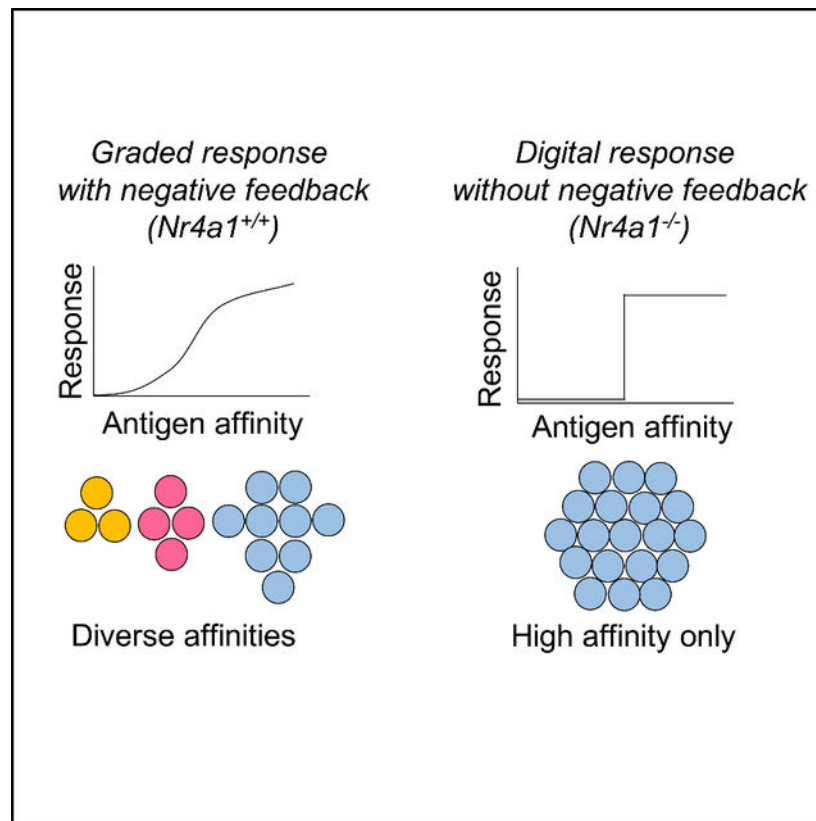 Graded response
with negative feedback
(Nr4a1+/+)
Response
Antigen affinity
Diverse affinities
Digital response
without negative feedback
(Nr4a1-/-)
Response
Antigen affinity
High affinity only